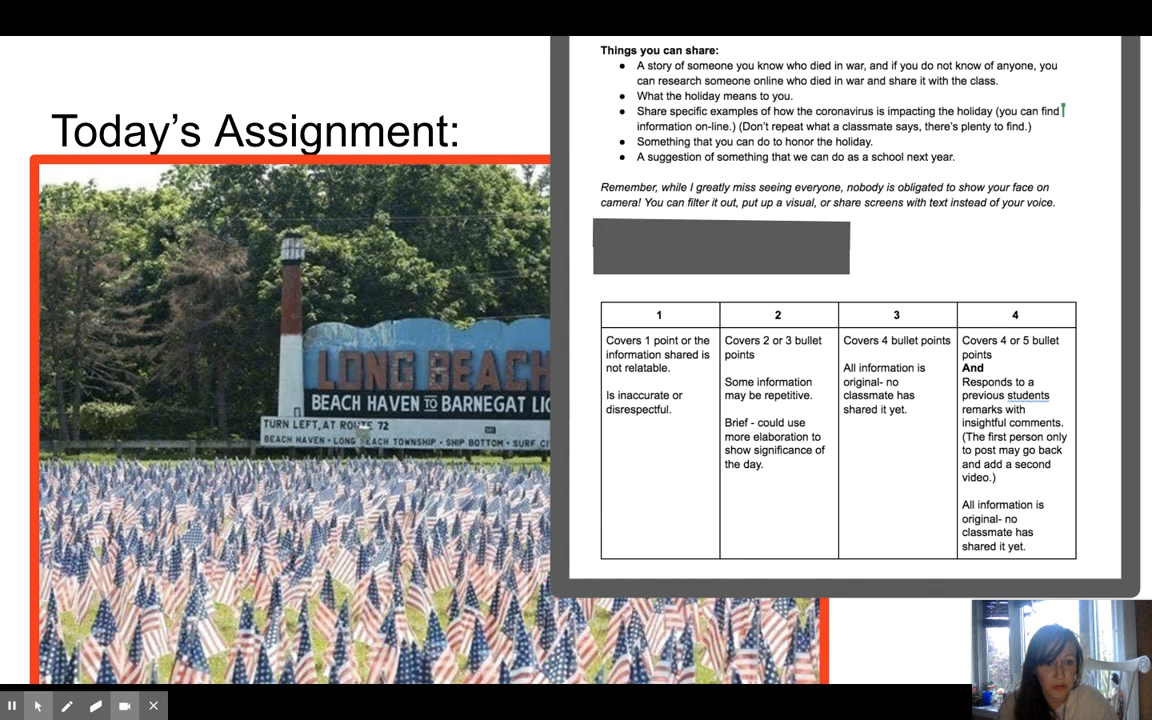 Today's Assignment:
LONG BEACH
BEACH HAVEN TO BARNEGAT
TURN LEFT, AT ROUTE 72
BEACH HAVEN • LONG BEACH TOWNSHIP • SHIP BOTTOM • SURF
Things you can share:
● A story of someone you know who died in war, and if you do not know of anyone, you
can research someone online who died in war and share it with the class.
● What the holiday means to you.
● Share specific examples of how the coronavirus is impacting the holiday (you can find
information on-line.) (Don't repeat what a classmate says, there's plenty to find.)
● Something that you can do to honor the holiday.
● A suggestion of something that we can do as a school next year.
Remember, while I greatly miss seeing everyone, nobody is obligated to show your face on
camera! You can filter it out, put up a visual, or share screens with text instead of your voice.
1
2
3
4
Covers 1 point or the
information shared is
not relatable.
Is inaccurate or
disrespectful.
Covers 2 or 3 bullet
points
Some information
may be repetitive.
Brief - could use
more elaboration to
show significance of
the day.
Covers 4 bullet points
All information is
original- no
classmate has
shared it yet.
Covers 4 or 5 bullet
points
And
Responds to a
previous students
remarks with
insightful comments.
(The first person only
to post may go back
and add a second
video.)
All information is
original- no
classmate has
shared it yet.